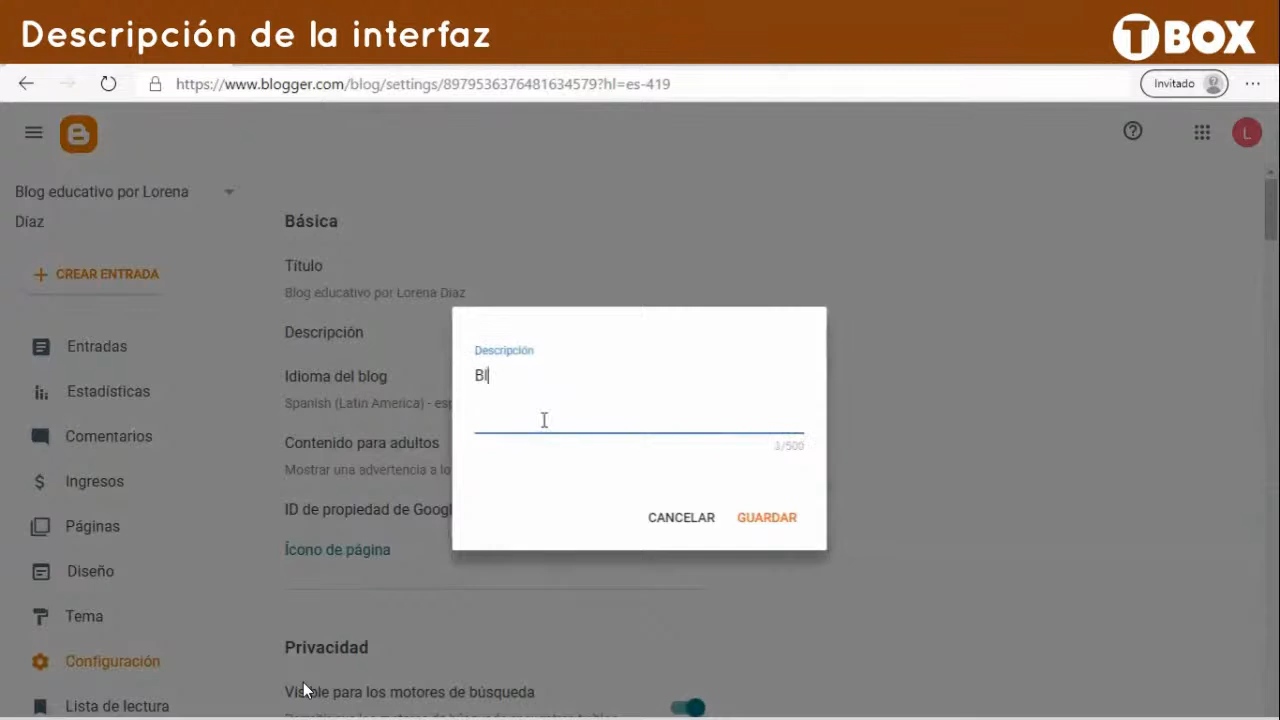 Descripción de la interfaz
TBOX
https://www.blogger.com/blog/settings/8979536376481634579?hl=es-419
Invitado
L
Blog educativo por Lorena
Díaz
CREAR ENTRADA
Entradas
Estadísticas
Comentarios
Ingresos
Páginas
Diseño
Tema
Configuración
Lista de lectura
Básica
Título
Blog educativo por Lorena Díaz
Descripción
Idioma del blog
Spanish (Latin America) - esp
Contenido para adultos
Mostrar una advertencia a lo
ID de propiedad de Googl
Ícono de página
Privacidad
Visible para los motores de búsqueda
Descripción
Bl
1/500
CANCELAR
GUARDAR